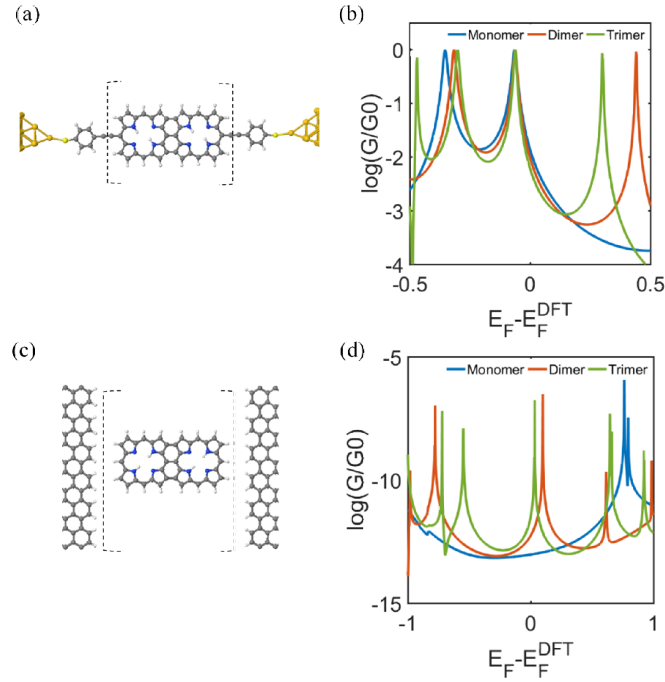 (a)
(b)
Monomer Dimer Trimer
0
-1
-2
-3
-4
log(G/G0)
-0.5 0 0.5
E_F-E_F^DFT
(c)
(d)
Monomer Dimer Trimer
-5
-10
-15
log(G/G0)
-1 0 1
E_F-E_F^DFT